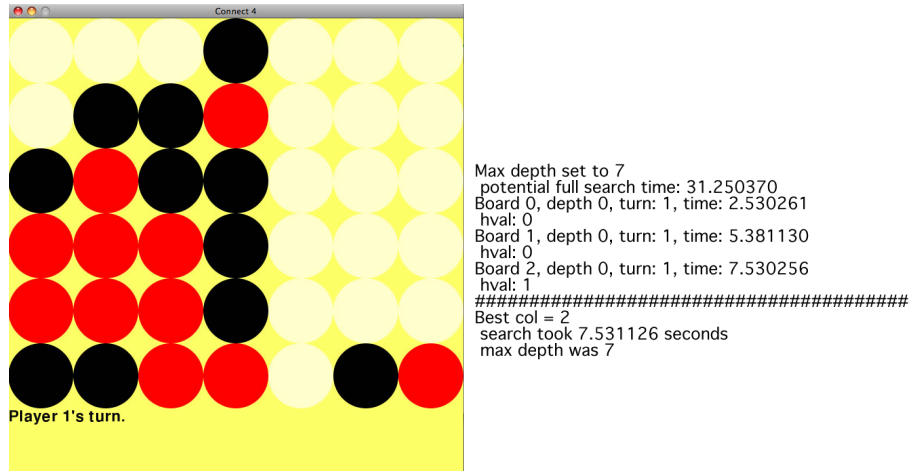 Connect 4
Player 1's turn.
Max depth set to 7
potential full search time: 31.250370
Board 0, depth 0, turn: 1, time: 2.530261
hval: 0
Board 1, depth 0, turn: 1, time: 5.381130
hval: 0
Board 2, depth 0, turn: 1, time: 7.530256
hval: 1
########################################
Best col = 2
search took 7.531126 seconds
max depth was 7